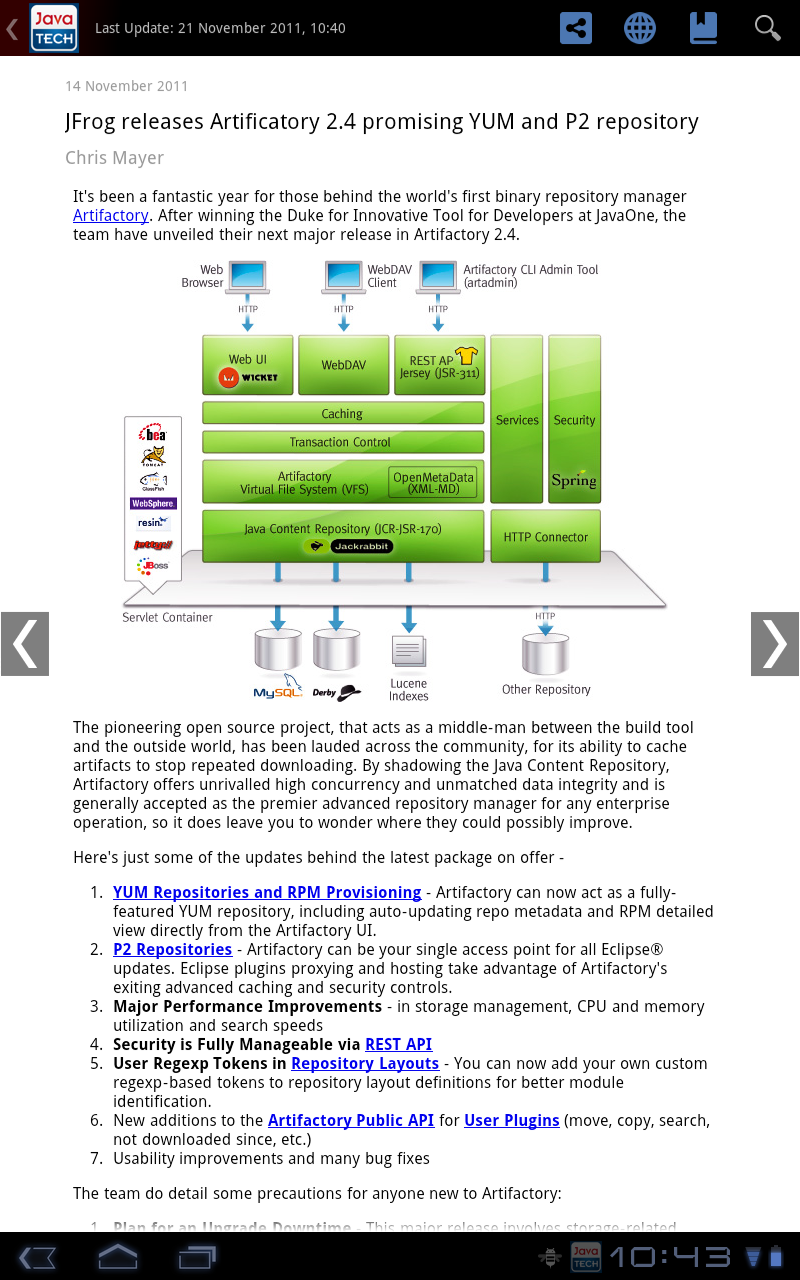 Java TECH Last Update: 21 November 2011, 10:40
14 November 2011
JFrog releases Artificatory 2.4 promising YUM and P2 repository
Chris Mayer
It's been a fantastic year for those behind the world's first binary repository manager
Artifactory. After winning the Duke for Innovative Tool for Developers at JavaOne, the
team have unveiled their next major release in Artifactory 2.4.
Web Browser
WebDAV Client
Artifactory CLI Admin Tool (artadmin)
HTTP HTTP HTTP
Web UI
WICKET
WebDAV
REST AP
Jersey (JSR-311)
Services
Security
Spring
Caching
Transaction Control
Artifactory
Virtual File System (VFS)
OpenMetaData
(XML-MD)
Java Content Repository (JCR-JSR-170)
Jackrabbit
HTTP Connector
bea
TOMCAT
GlassFish
WebSphere
resin
jetty://
JBoss
Servlet Container
HTTP
MySQL
Derby
Lucene
Indexes
Other Repository
The pioneering open source project, that acts as a middle-man between the build tool
and the outside world, has been lauded across the community, for its ability to cache
artifacts to stop repeated downloading. By shadowing the Java Content Repository,
Artifactory offers unrivalled high concurrency and unmatched data integrity and is
generally accepted as the premier advanced repository manager for any enterprise
operation, so it does leave you to wonder where they could possibly improve.
Here's just some of the updates behind the latest package on offer -
1. YUM Repositories and RPM Provisioning - Artifactory can now act as a fully-
featured YUM repository, including auto-updating repo metadata and RPM detailed
view directly from the Artifactory UI.
2. P2 Repositories - Artifactory can be your single access point for all Eclipse®
updates. Eclipse plugins proxying and hosting take advantage of Artifactory's
exiting advanced caching and security controls.
3. Major Performance Improvements - in storage management, CPU and memory
utilization and search speeds
4. Security is Fully Manageable via REST API
5. User Regexp Tokens in Repository Layouts - You can now add your own custom
regexp-based tokens to repository layout definitions for better module
identification.
6. New additions to the Artifactory Public API for User Plugins (move, copy, search,
not downloaded since, etc.)
7. Usability improvements and many bug fixes
The team do detail some precautions for anyone new to Artifactory:
1. Plan for an Upgrade Downtime - This major release involves storage-related
Java TECH 10:43